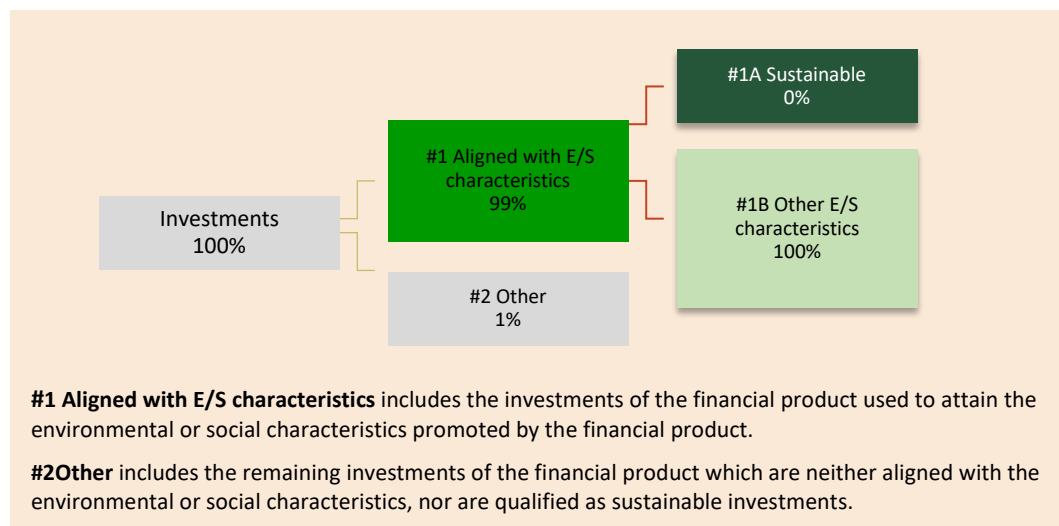 #1A Sustainable
0%
#1 Aligned with E/S
characteristics
99%
#1B Other E/S
characteristics
100%
Investments
100%
#2 Other
1%
#1 Aligned with E/S characteristics includes the investments of the financial product used to attain the
environmental or social characteristics promoted by the financial product.
#2Other includes the remaining investments of the financial product which are neither aligned with the
environmental or social characteristics, nor are qualified as sustainable investments.